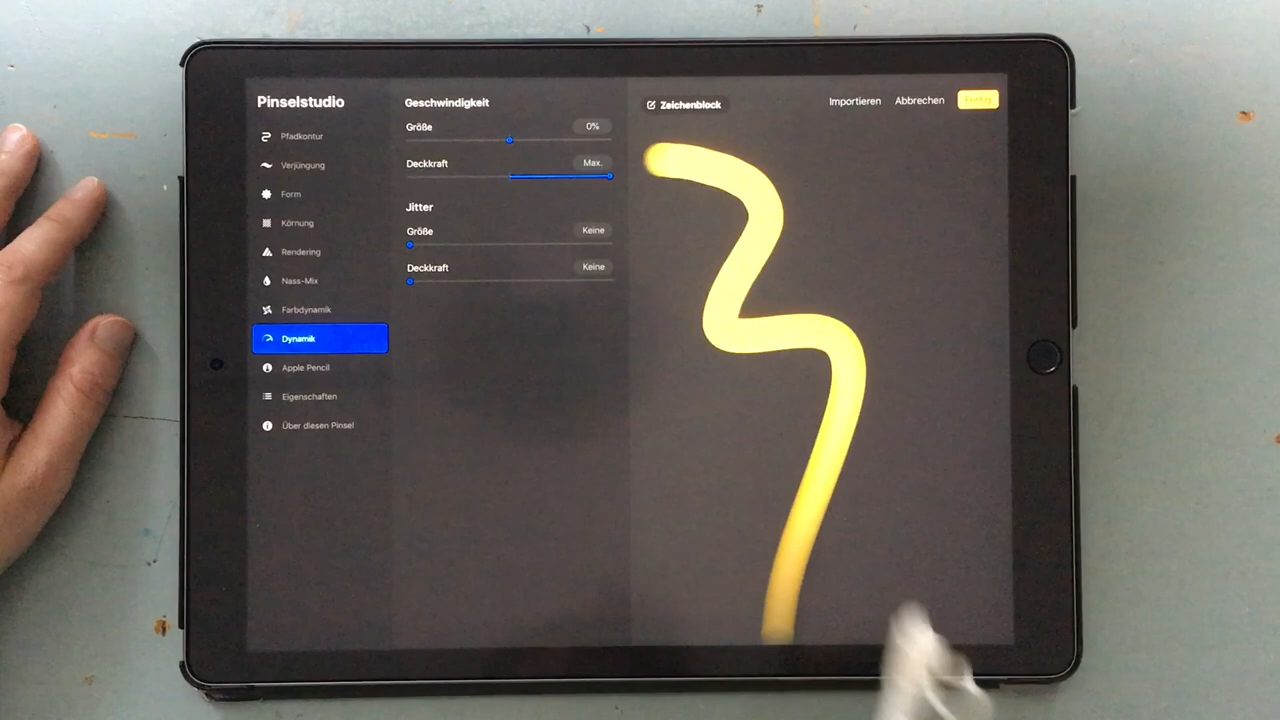 Pinselstudio
Pfadkontur
Verjüngung
Form
Körnung
Rendering
Nass-Mix
Farbdynamik
Dynamik
Apple Pencil
Eigenschaften
Über diesen Pinsel
Geschwindigkeit
Größe 0%
Deckkraft Max.
Jitter
Größe Keine
Deckkraft Keine
Zeichenblock
Importieren Abbrechen Fertig